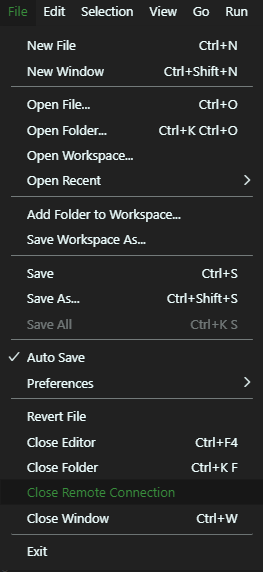 File Edit Selection View Go Run
New File Ctrl+N
New Window Ctrl+Shift+N
Open File... Ctrl+O
Open Folder... Ctrl+K Ctrl+O
Open Workspace...
Open Recent
Add Folder to Workspace...
Save Workspace As...
Save Ctrl+S
Save As... Ctrl+Shift+S
Save All Ctrl+K S
Auto Save
Preferences
Revert File
Close Editor Ctrl+F4
Close Folder Ctrl+K F
Close Remote Connection
Close Window Ctrl+W
Exit